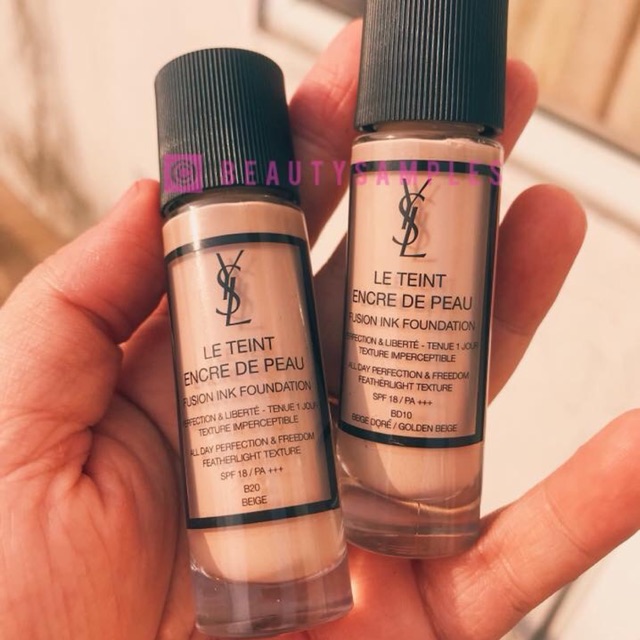 BEAUTYSAMPLES
YSL
LE TEINT
ENCRE DE PEAU
FUSION INK FOUNDATION
PERFECTION & LIBERTÉ - TENUE 1 JOUR
TEXTURE IMPERCEPTIBLE
ALL DAY PERFECTION & FREEDOM
FEATHERLIGHT TEXTURE
SPF 18 / PA +++
B20
BEIGE
YSL
LE TEINT
ENCRE DE PEAU
FUSION INK FOUNDATION
PERFECTION & LIBERTÉ - TENUE 1 JOUR
TEXTURE IMPERCEPTIBLE
ALL DAY PERFECTION & FREEDOM
FEATHERLIGHT TEXTURE
SPF 18 / PA +++
BD10
BEIGE DORÉ / GOLDEN BEIGE